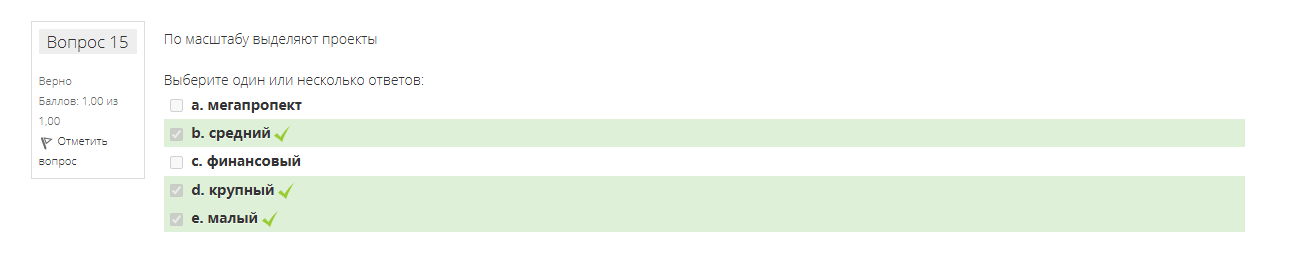 Вопрос 15
Верно
Баллов: 1,00 из
1,00
Отметить
вопрос
По масштабу выделяют проекты
Выберите один или несколько ответов:
a. мегапропект
b. средний
c. финансовый
d. крупный
e. малый